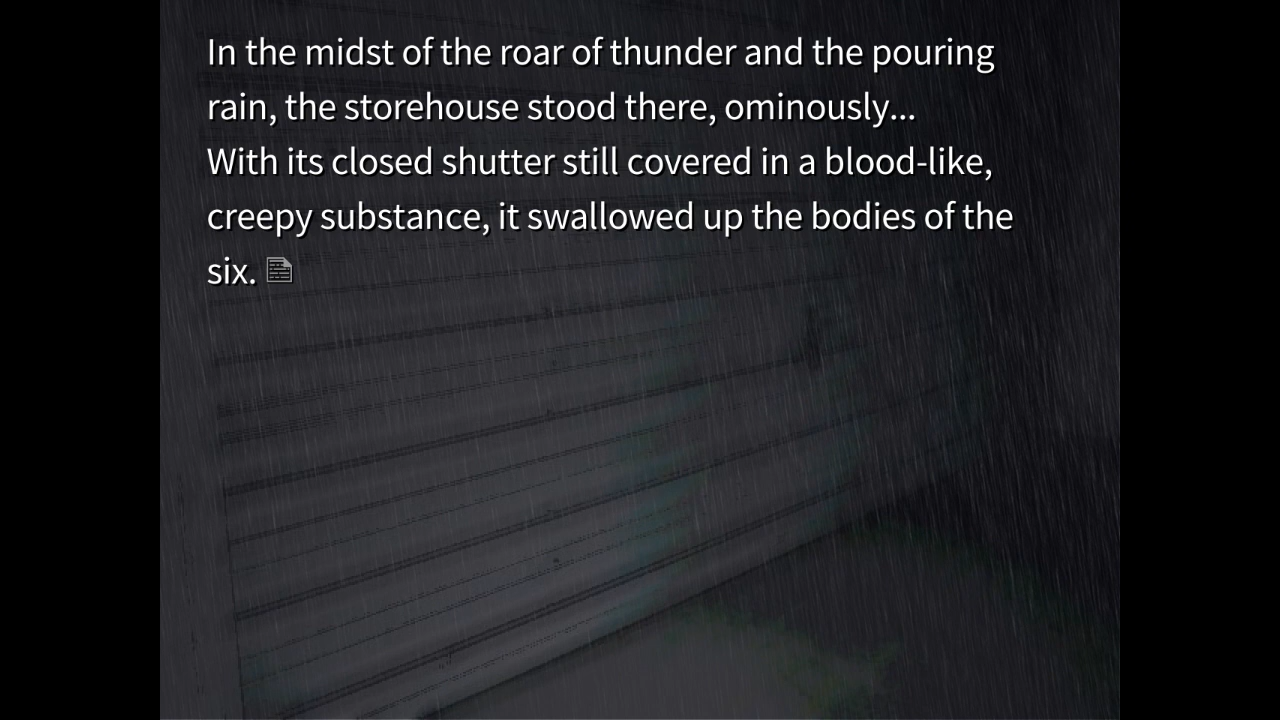 In the midst of the roar of thunder and the pouring
rain, the storehouse stood there, ominously...
With its closed shutter still covered in a blood-like,
creepy substance, it swallowed up the bodies of the
six.